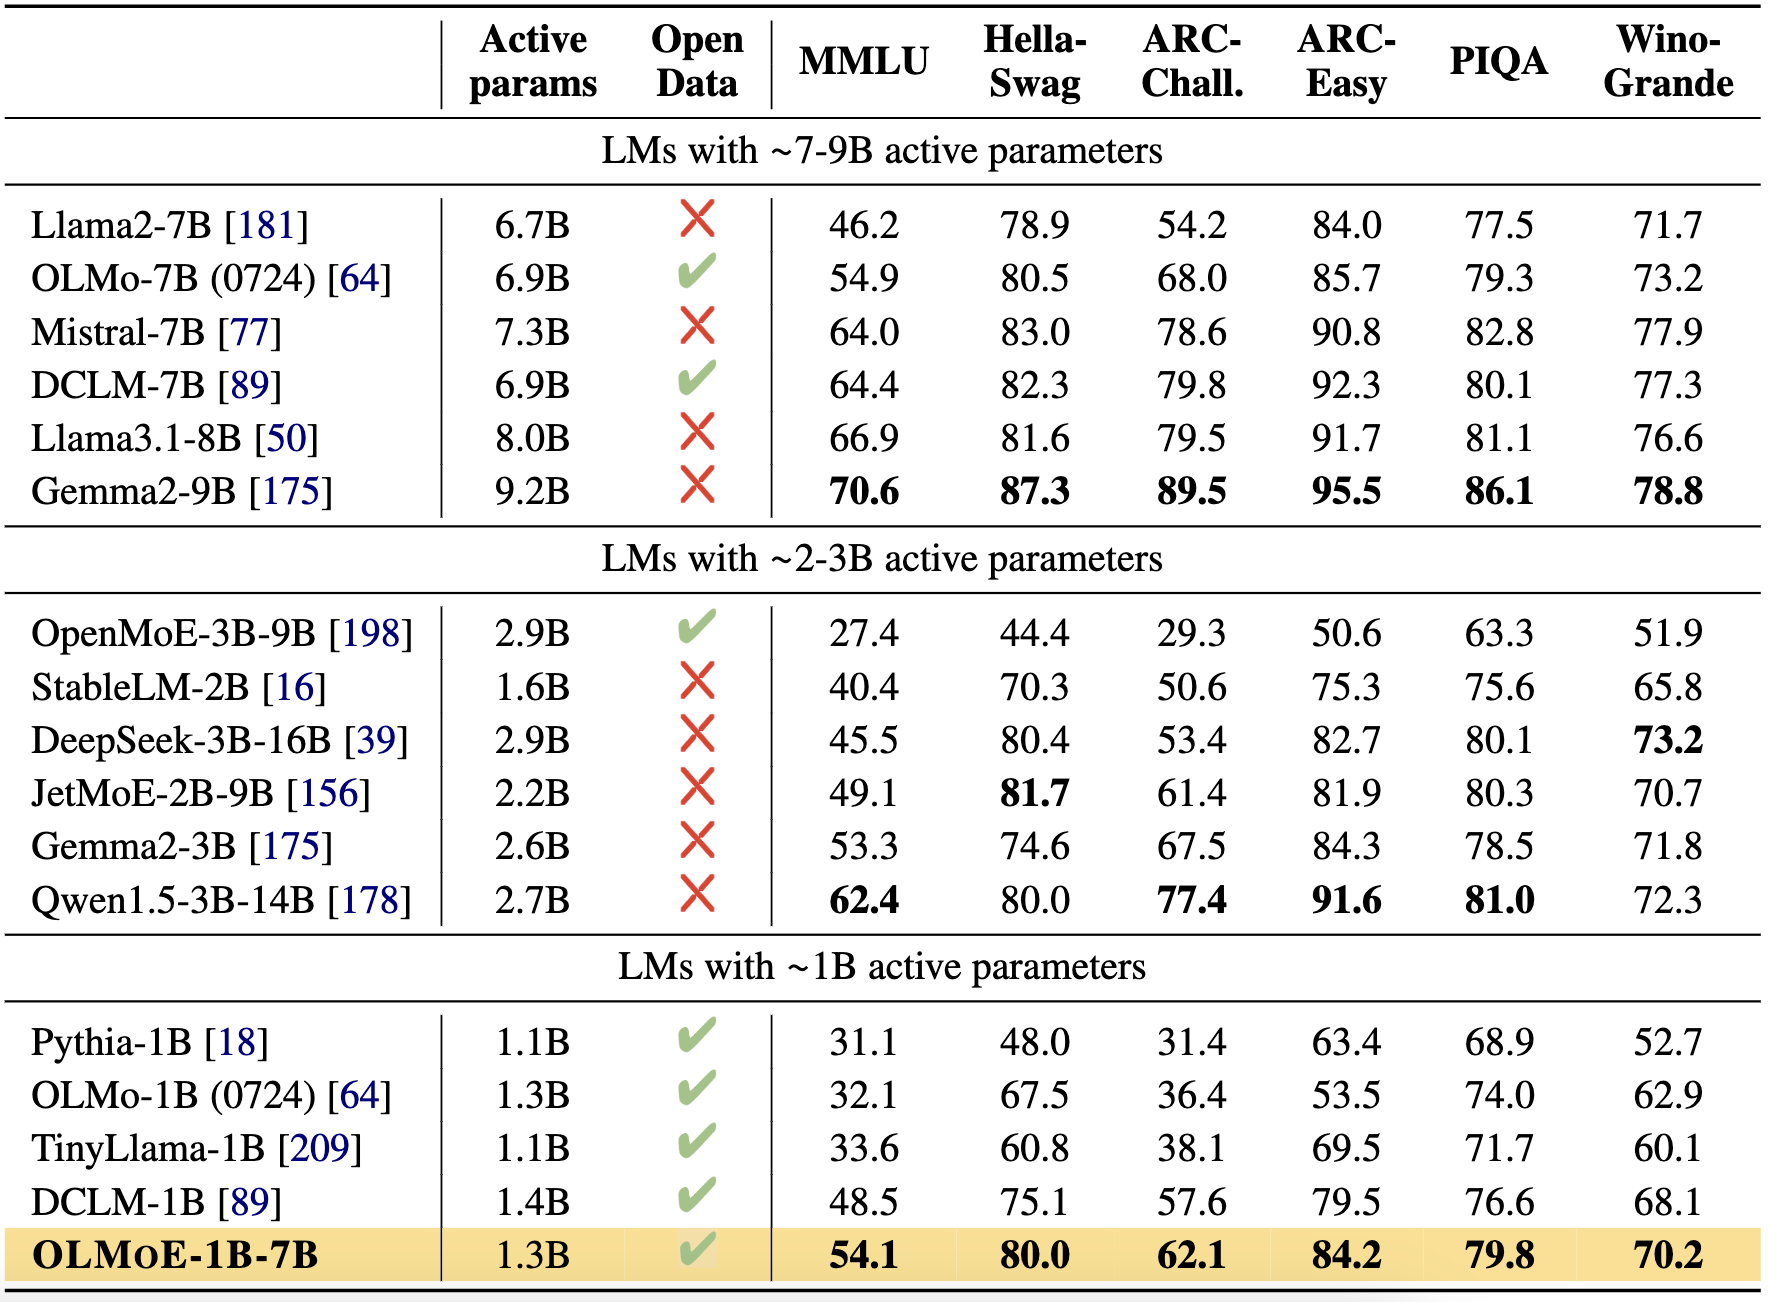 Active params Open Data MMLU Hella-Swag ARC-Chall. ARC-Easy PIQA Wino-Grande
LMs with ~7-9B active parameters
Llama2-7B [181] 6.7B ✗ 46.2 78.9 54.2 84.0 77.5 71.7
OLMo-7B (0724) [64] 6.9B ✔ 54.9 80.5 68.0 85.7 79.3 73.2
Mistral-7B [77] 7.3B ✗ 64.0 83.0 78.6 90.8 82.8 77.9
DCLM-7B [89] 6.9B ✔ 64.4 82.3 79.8 92.3 80.1 77.3
Llama3.1-8B [50] 8.0B ✗ 66.9 81.6 79.5 91.7 81.1 76.6
Gemma2-9B [175] 9.2B ✗ 70.6 87.3 89.5 95.5 86.1 78.8
LMs with ~2-3B active parameters
OpenMoE-3B-9B [198] 2.9B ✔ 27.4 44.4 29.3 50.6 63.3 51.9
StableLM-2B [16] 1.6B ✗ 40.4 70.3 50.6 75.3 75.6 65.8
DeepSeek-3B-16B [39] 2.9B ✗ 45.5 80.4 53.4 82.7 80.1 73.2
JetMoE-2B-9B [156] 2.2B ✗ 49.1 81.7 61.4 81.9 80.3 70.7
Gemma2-3B [175] 2.6B ✗ 53.3 74.6 67.5 84.3 78.5 71.8
Qwen1.5-3B-14B [178] 2.7B ✗ 62.4 80.0 77.4 91.6 81.0 72.3
LMs with ~1B active parameters
Pythia-1B [18] 1.1B ✔ 31.1 48.0 31.4 63.4 68.9 52.7
OLMo-1B (0724) [64] 1.3B ✔ 32.1 67.5 36.4 53.5 74.0 62.9
TinyLlama-1B [209] 1.1B ✔ 33.6 60.8 38.1 69.5 71.7 60.1
DCLM-1B [89] 1.4B ✔ 48.5 75.1 57.6 79.5 76.6 68.1
OLMOE-1B-7B 1.3B ✔ 54.1 80.0 62.1 84.2 79.8 70.2